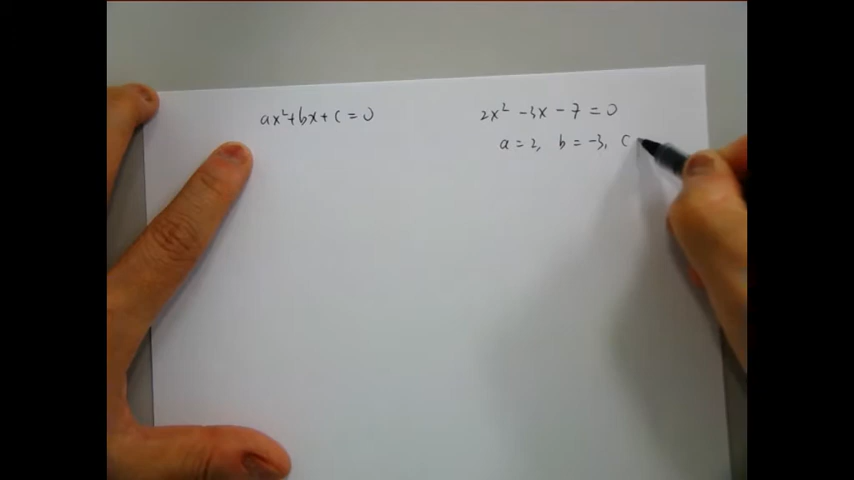 ax²+bx+c=0
2x² -3x -7 =0
a=2, b=-3, c